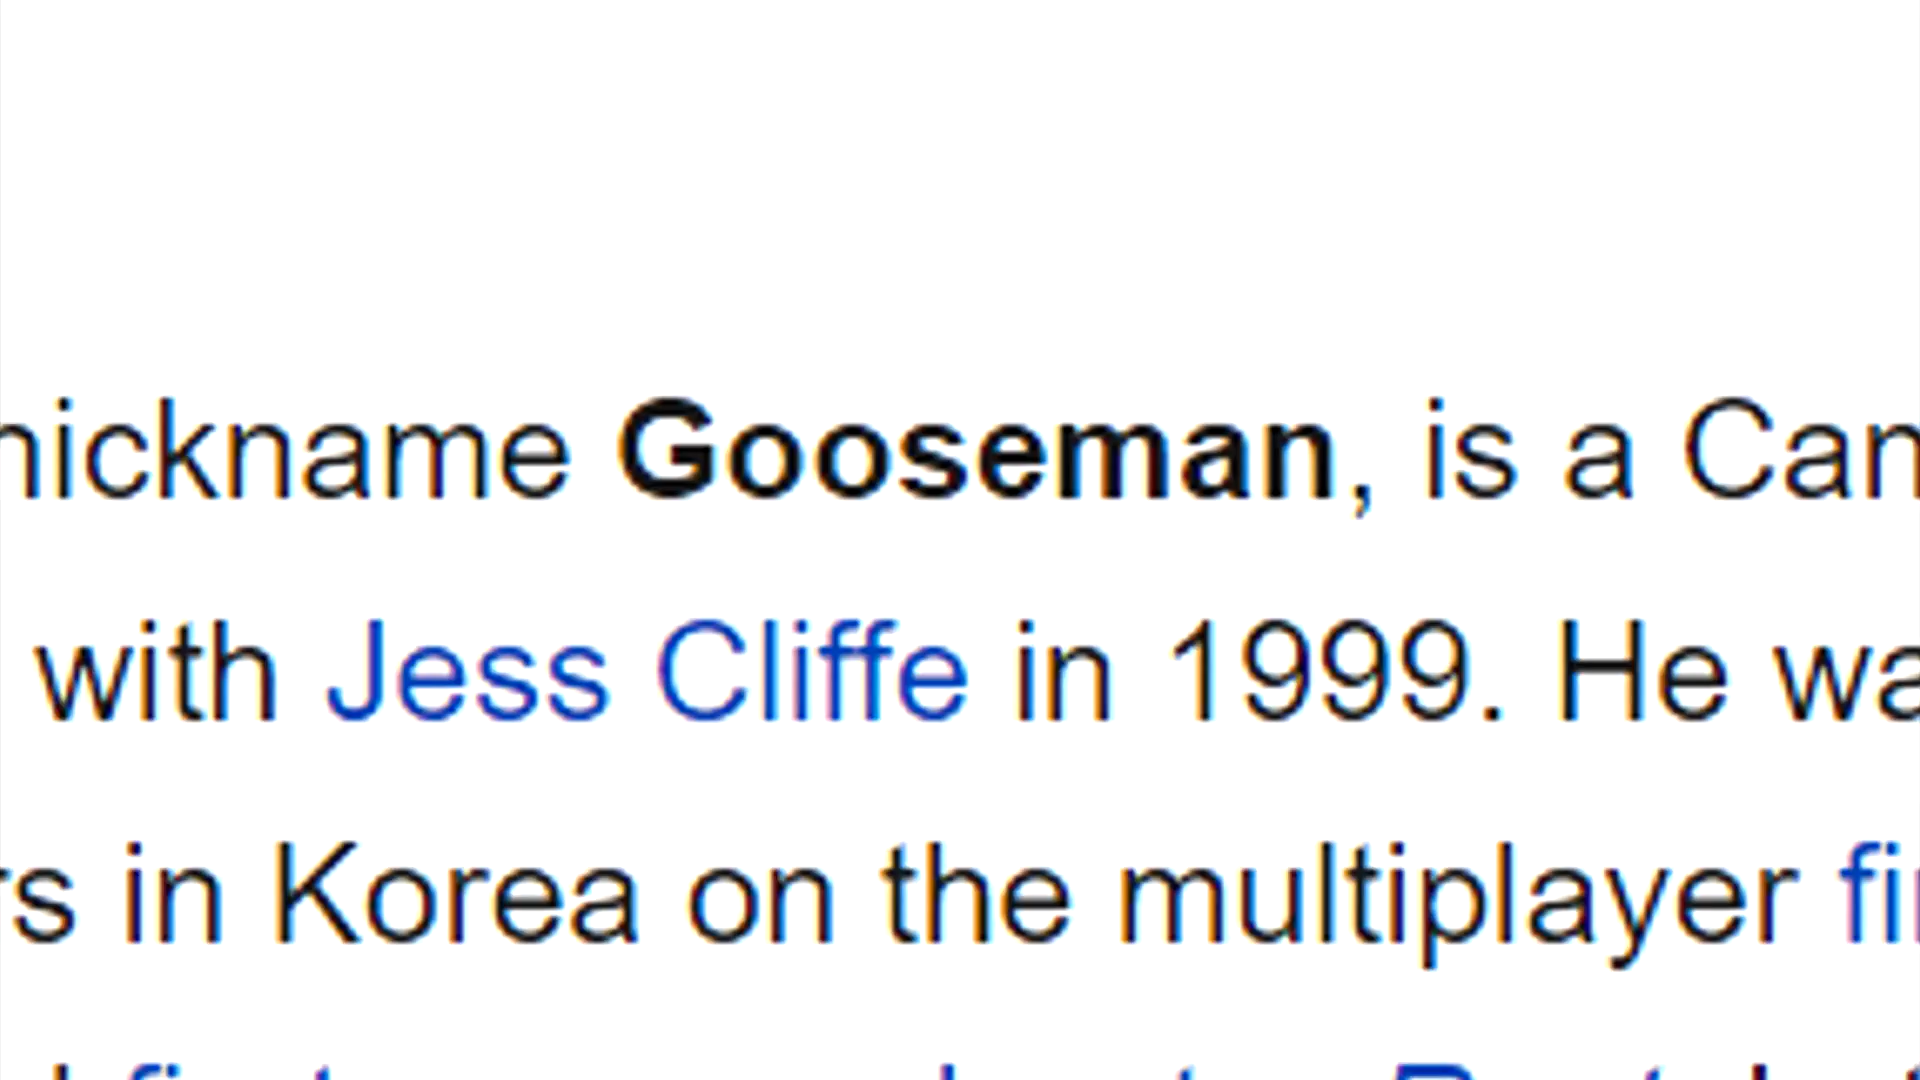 nickname Gooseman, is a Can
with Jess Cliffe in 1999. He wa
rs in Korea on the multiplayer fi